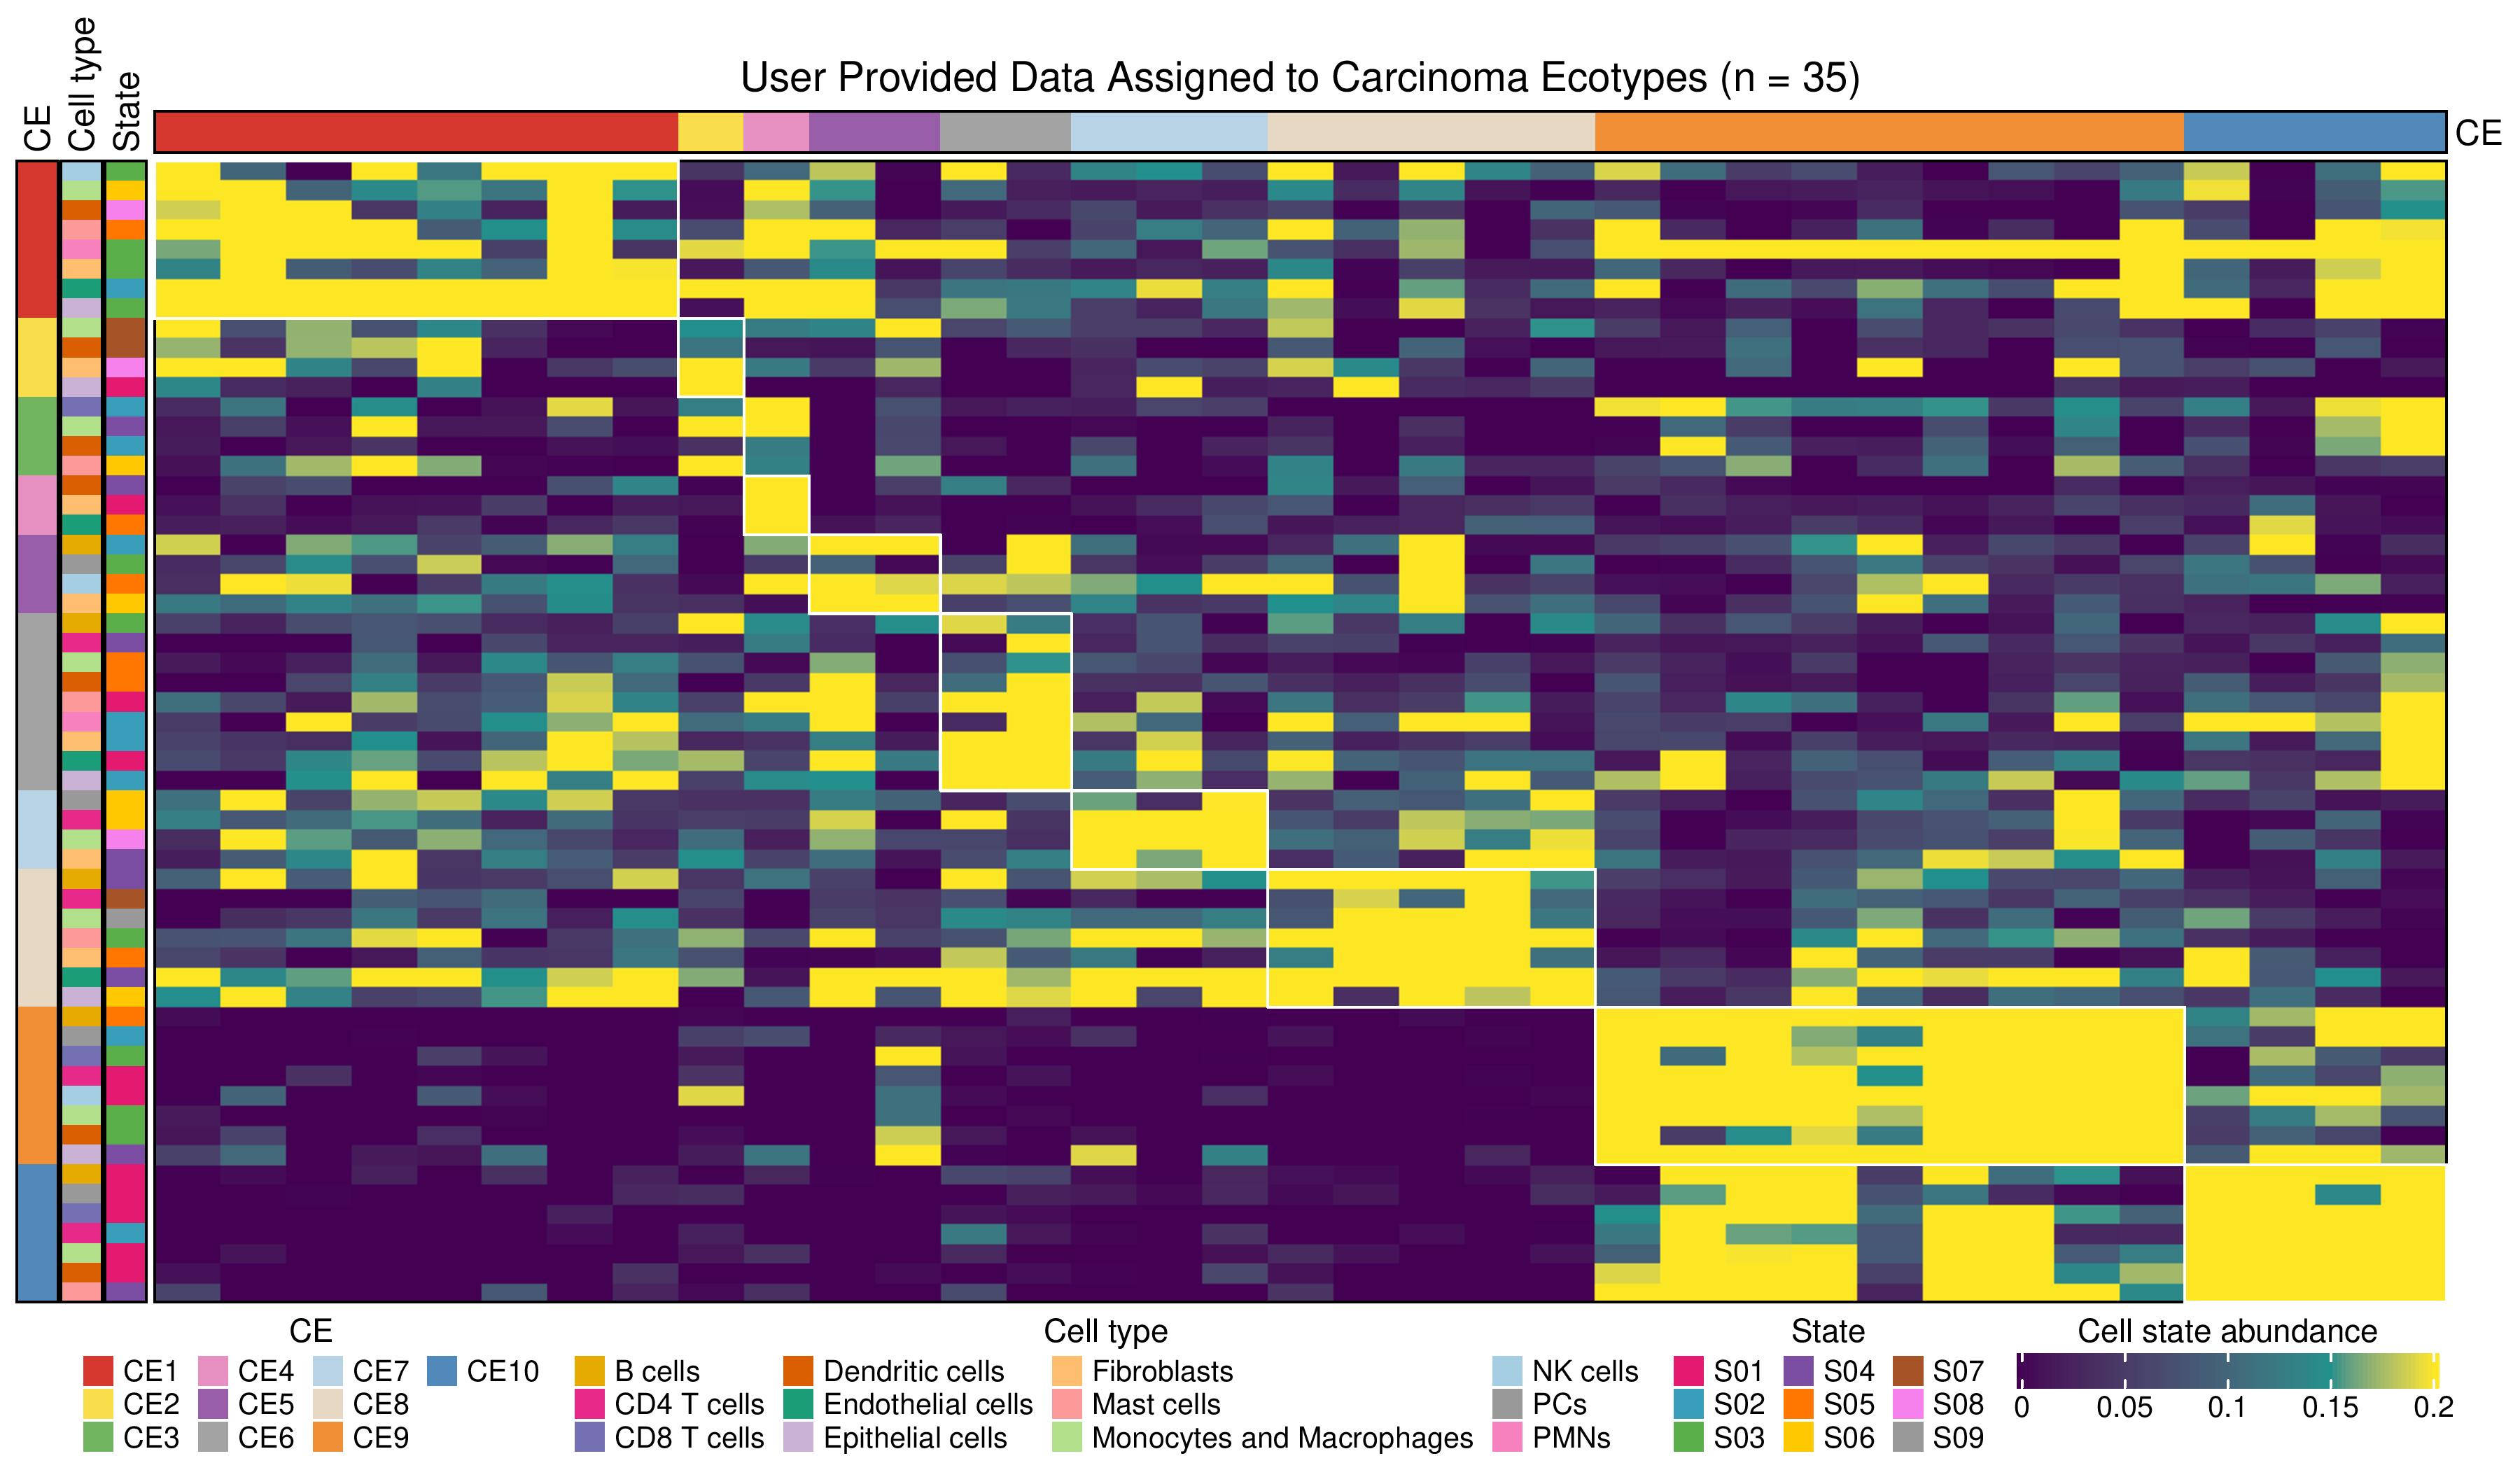 User Provided Data Assigned to Carcinoma Ecotypes (n = 35)
CE
Cell type
State
CE
CE
Cell type
State
Cell state abundance
CE1 CE4 CE7 CE10 B cells Dendritic cells Fibroblasts NK cells S01 S04 S07
CE2 CE5 CE8 CD4 T cells Endothelial cells Mast cells PCs S02 S05 S08
0 0.05 0.1 0.15 0.2
CE3 CE6 CE9 CD8 T cells Epithelial cells Monocytes and Macrophages PMNs S03 S06 S09